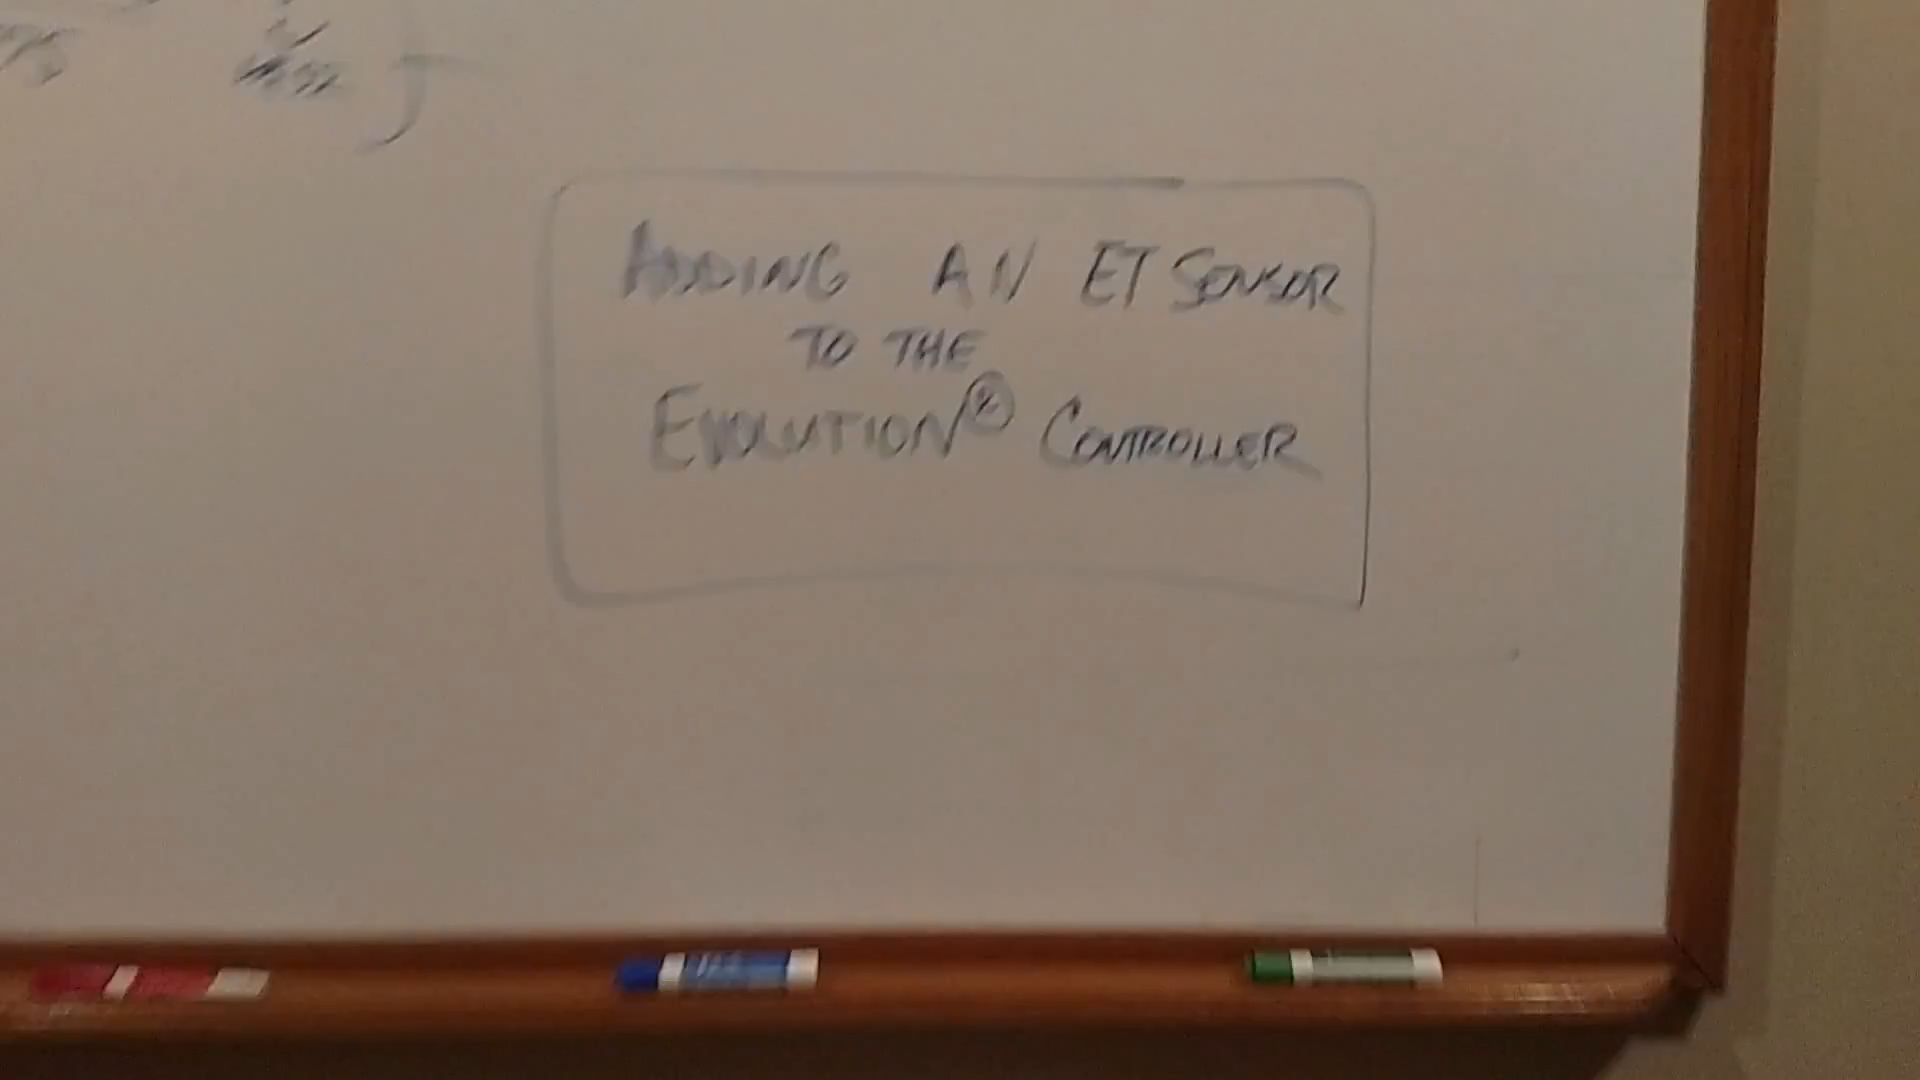 ADDING AN ET SENSOR
TO THE
EVOLUTION® CONTROLLER